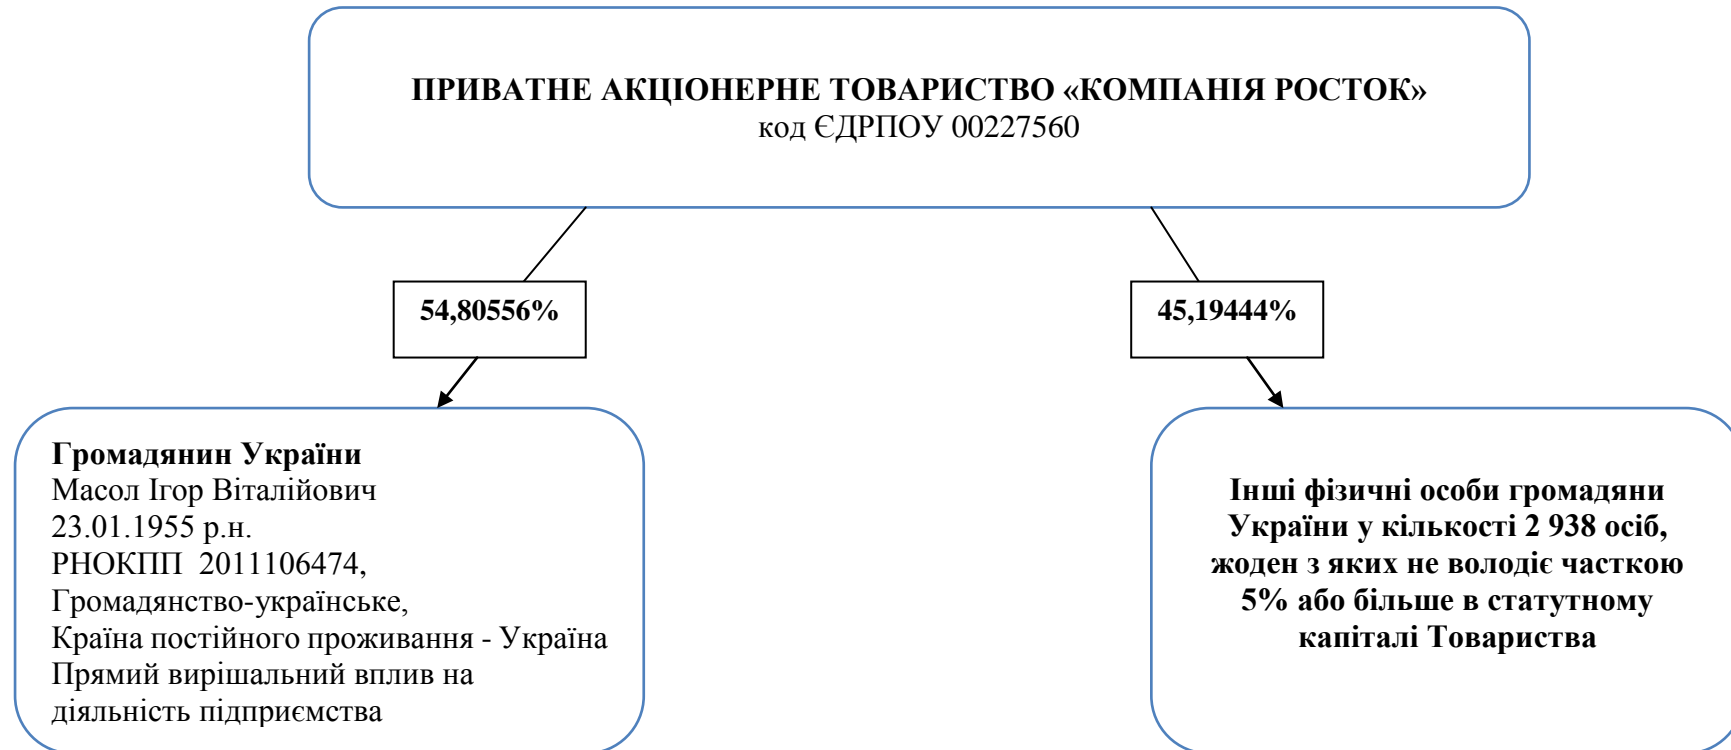 ПРИВАТНЕ АКЦІОНЕРНЕ ТОВАРИСТВО «КОМПАНІЯ РОСТОК»
код ЄДРПОУ 00227560
54,80556%
45,19444%
Громадянин України
Масол Ігор Віталійович
23.01.1955 р.н.
РНОКПП  2011106474,
Громадянство-українське,
Країна постійного проживання - Україна
Прямий вирішальний вплив на
діяльність підприємства
Інші фізичні особи громадяни
України у кількості 2 938 осіб,
жоден з яких не володіє часткою
5% або більше в статутному
капіталі Товариства